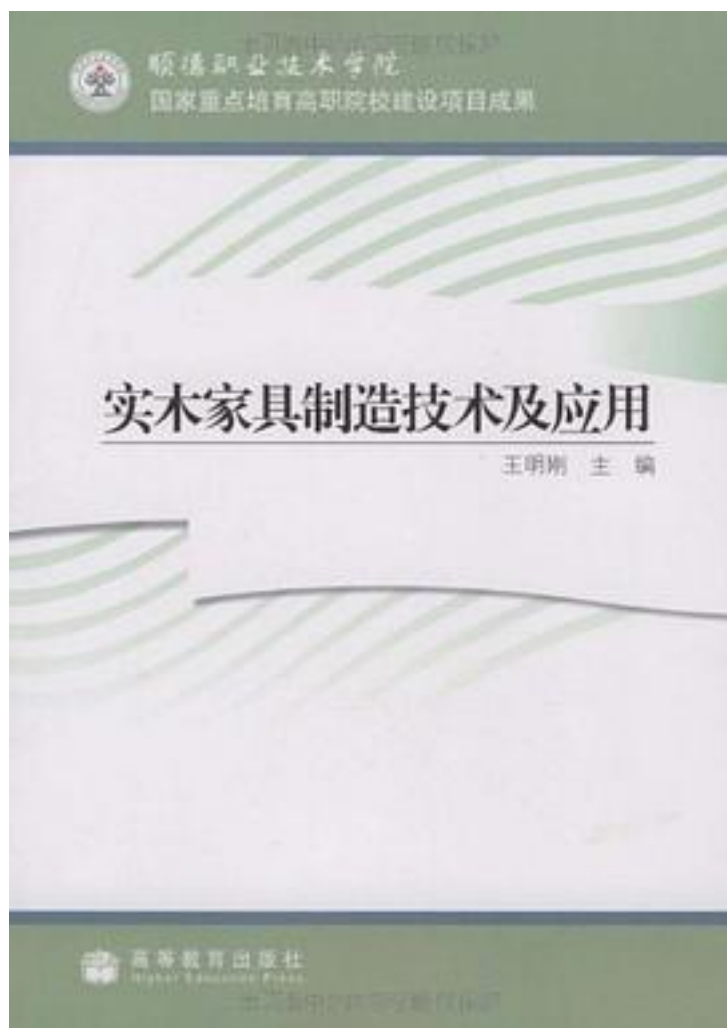 顺德职业技术学院
国家重点培育高职院校建设项目成果
实木家具制造技术及应用
王明刚 主 编
高等教育出版社
Higher Education Press